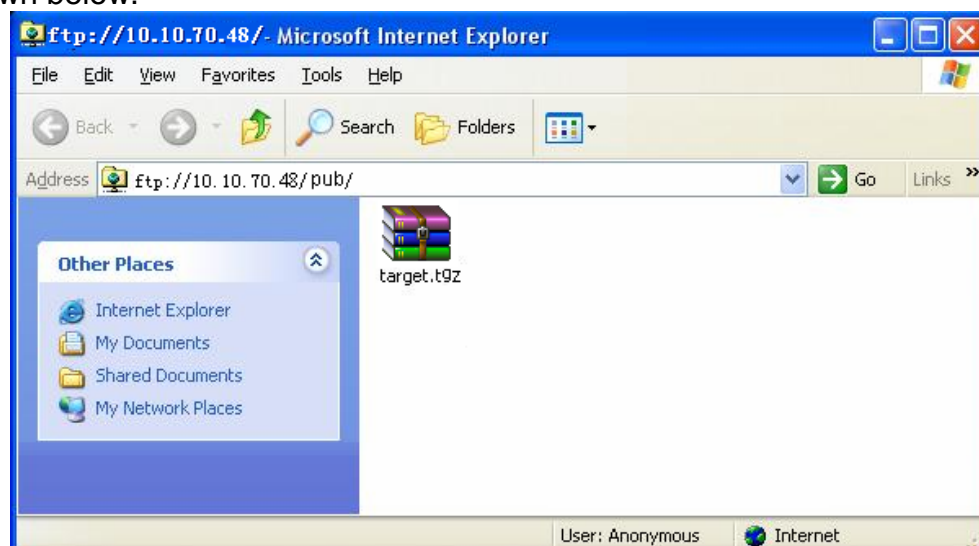 wn below.
ftp://10.10.70.48/- Microsoft Internet Explorer
File Edit View Favorites Tools Help
Back Search Folders
Address ftp://10.10.70.48/pub/ Go Links »
Other Places
Internet Explorer
My Documents
Shared Documents
My Network Places
target.tgz
User: Anonymous Internet